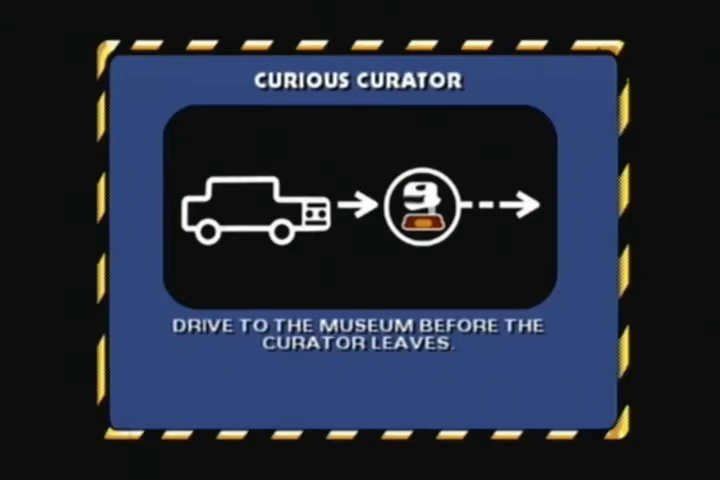 CURIOUS CURATOR
DRIVE TO THE MUSEUM BEFORE THE
CURATOR LEAVES.